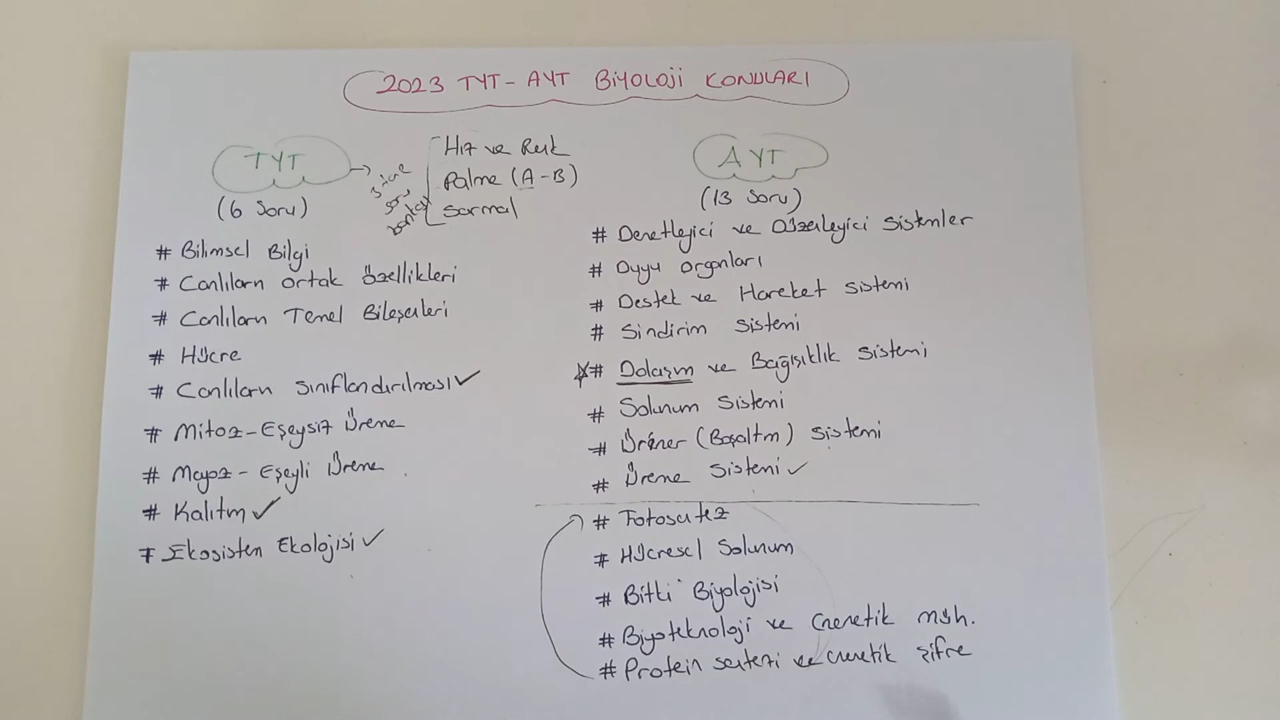 2023 TYT-AYT BİYOLOJİ KONULARI
TYT
(6 Soru)
Hız ve Renk
Palme (A-B)
Sarmal
# Bilimsel Bilgi
# Canlıların Ortak Özellikleri
# Canlıların Temel Bileşenleri
# Hücre
# Canlıların Sınıflandırılması ✓
# Mitoz-Eşeysiz Üreme
# Mayoz - Eşeyli Üreme
# Kalıtım ✓
# Ekosistem Ekolojisi ✓
AYT
(13 Soru)
# Denetleyici ve Düzenleyici Sistemler
# Duyu Organları
# Destek ve Hareket Sistemi
# Sindirim Sistemi
# Dolaşım ve Bağışıklık Sistemi
# Solunum Sistemi
# Üriner (Boşaltım) Sistemi
# Üreme Sistemi ✓
# Fotosentez
# Hücresel Solunum
# Bitki Biyolojisi
# Biyoteknoloji ve Genetik müh.
# Protein sentezi ve Genetik şifre